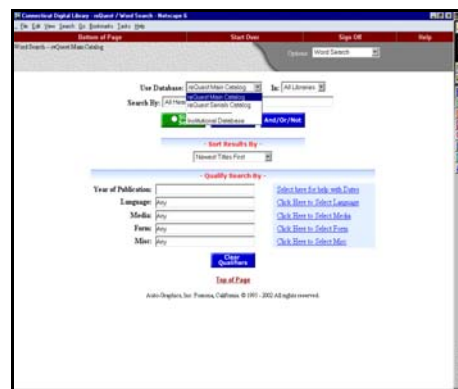 Connecticut Digital Library - reQuest / Word Search - Netscape 6
File Edit View Search Go Bookmarks Tasks Help
Bottom of Page Start Over Sign Off Help
Word Search - reQuest Main Catalog
Options: Word Search
Use Database: reQuest Main Catalog In: All Libraries
reQuest Main Catalog
reQuest Serials Catalog
Institutional Database
Search By: All
And/Or/Not
- Sort Results By -
Newest Titles First
- Qualify Search By -
Year of Publication: Select here for help with Dates
Language: Any Click Here to Select Language
Media: Any Click Here to Select Media
Form: Any Click Here to Select Form
Misc: Any Click Here to Select Misc
Clear
Qualifiers
Top of Page
Auto-Graphics, Inc. Pomona, California © 1995 - 2002 All rights reserved.